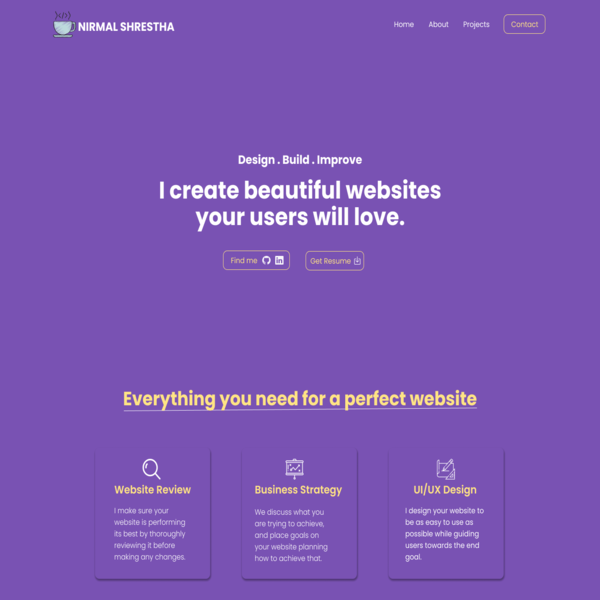 NIRMAL SHRESTHA
Home About Projects Contact
Design . Build . Improve
I create beautiful websites
your users will love.
Find me
Get Resume
Everything you need for a perfect website
Website Review
I make sure your
website is performing
its best by thoroughly
reviewing it before
making any changes.
Business Strategy
We discuss what you
are trying to achieve,
and place goals on
your website planning
how to achieve that.
UI/UX Design
I design your website to
be as easy to use as
possible while guiding
users towards the end
goal.